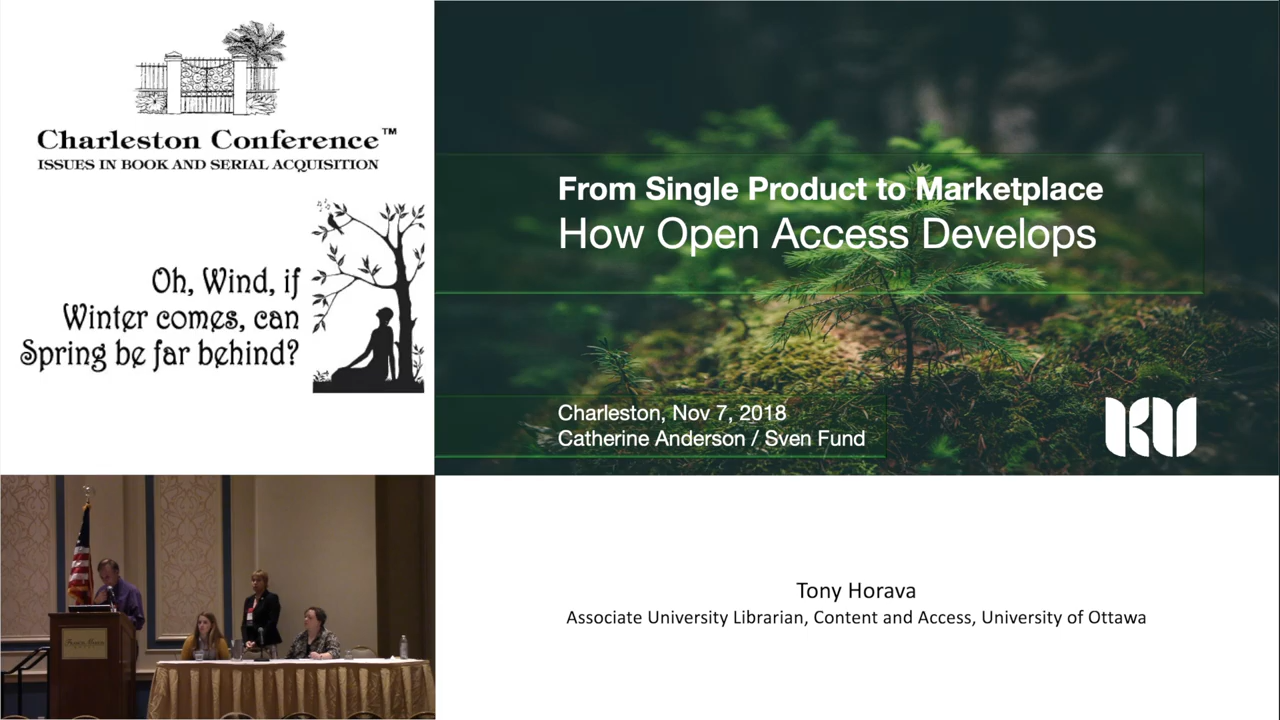 Charleston Conference™
ISSUES IN BOOK AND SERIAL ACQUISITION
Oh, Wind, if
Winter comes, can
Spring be far behind?
From Single Product to Marketplace
How Open Access Develops
Charleston, Nov 7, 2018
Catherine Anderson / Sven Fund
KU
Tony Horava
Associate University Librarian, Content and Access, University of Ottawa